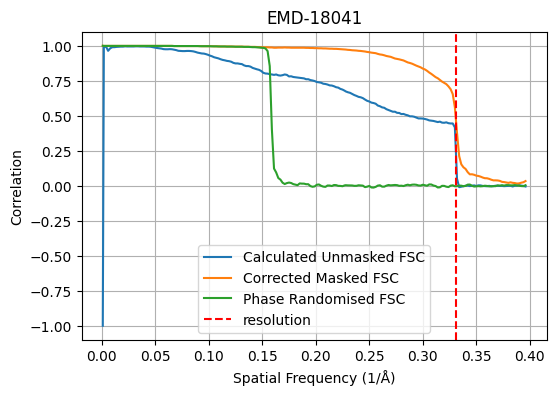 EMD-18041
1.00
0.75
0.50
0.25
0.00
−0.25
−0.50
−0.75
−1.00
Correlation
Calculated Unmasked FSC
Corrected Masked FSC
Phase Randomised FSC
resolution
0.00 0.05 0.10 0.15 0.20 0.25 0.30 0.35 0.40
Spatial Frequency (1/Å)